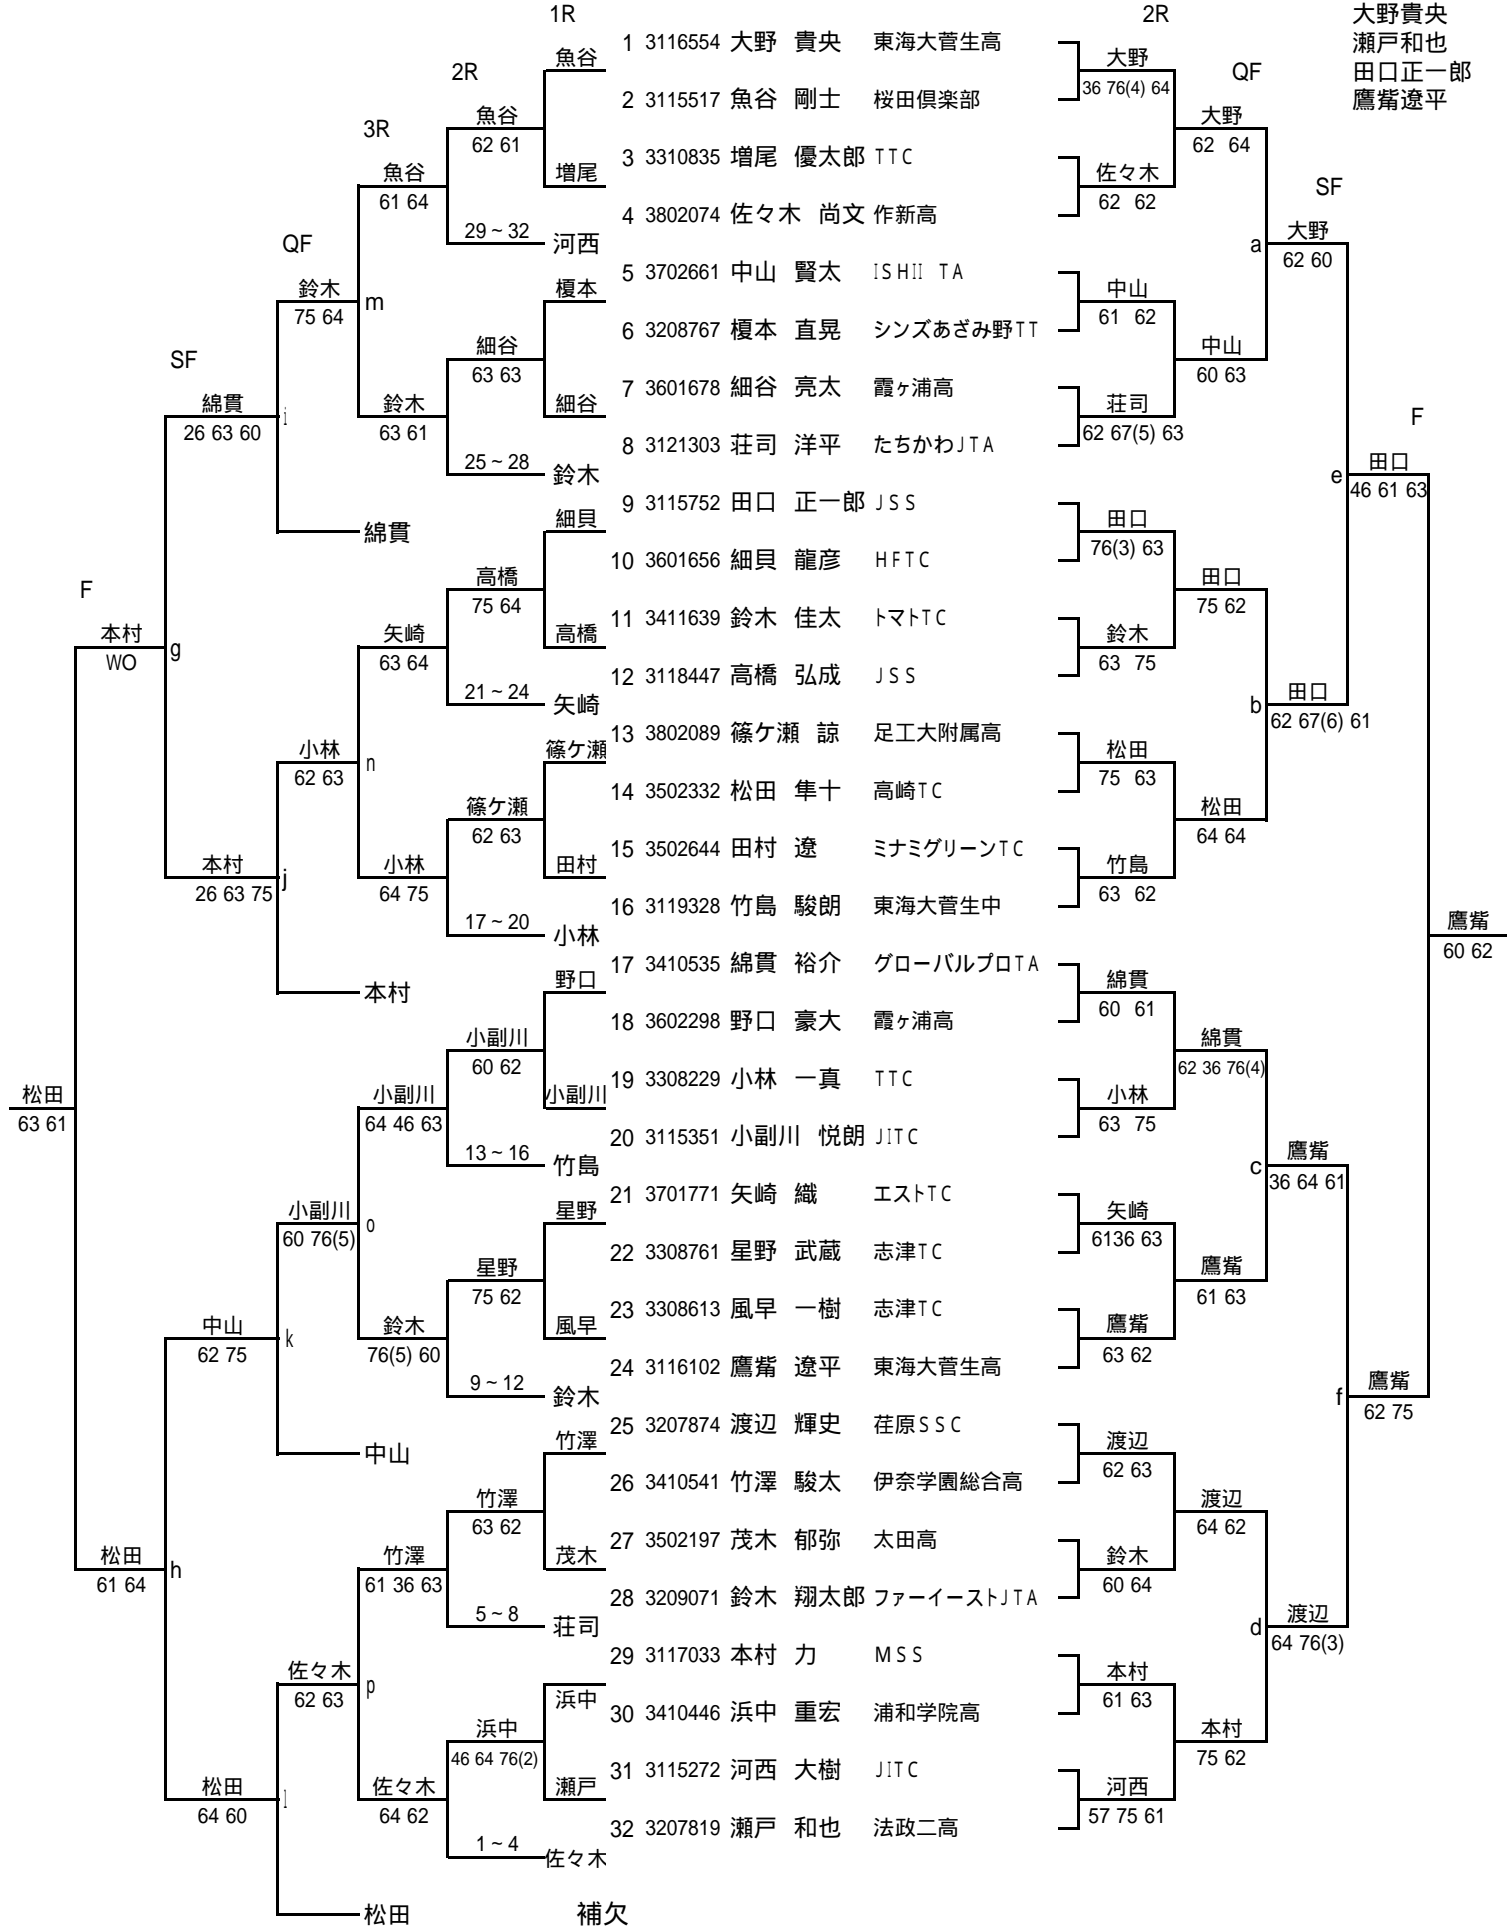 1R
2R
大野貴央
瀬戸和也
田口正一郎
鷹觜遼平
2R
3R
QF
SF
F
QF
SF
F
1 3116554 大野 貴央 東海大菅生高
2 3115517 魚谷 剛士 桜田倶楽部
3 3310835 増尾 優太郎 TTC
4 3802074 佐々木 尚文 作新高
5 3702661 中山 賢太 ISHII TA
6 3208767 榎本 直晃 シンズあざみ野TT
7 3601678 細谷 亮太 霞ヶ浦高
8 3121303 荘司 洋平 たちかわJTA
9 3115752 田口 正一郎 JSS
10 3601656 細貝 龍彦 HFTC
11 3411639 鈴木 佳太 トマトTC
12 3118447 高橋 弘成 JSS
13 3802089 篠ケ瀬 諒 足工大附属高
14 3502332 松田 隼十 高崎TC
15 3502644 田村 遼 ミナミグリーンTC
16 3119328 竹島 駿朗 東海大菅生中
17 3410535 綿貫 裕介 グローバルプロTA
18 3602298 野口 豪大 霞ヶ浦高
19 3308229 小林 一真 TTC
20 3115351 小副川 悦朗 JITC
21 3701771 矢崎 織 エストTC
22 3308761 星野 武蔵 志津TC
23 3308613 風早 一樹 志津TC
24 3116102 鷹觜 遼平 東海大菅生高
25 3207874 渡辺 輝史 荏原SSC
26 3410541 竹澤 駿太 伊奈学園総合高
27 3502197 茂木 郁弥 太田高
28 3209071 鈴木 翔太郎 ファーイーストJTA
29 3117033 本村 力 MSS
30 3410446 浜中 重宏 浦和学院高
31 3115272 河西 大樹 JITC
32 3207819 瀬戸 和也 法政二高
補欠
大野
36 76(4) 64
佐々木
62 62
中山
61 62
荘司
62 67(5) 63
田口
76(3) 63
鈴木
63 75
松田
75 63
竹島
63 62
綿貫
60 61
小林
63 75
矢崎
6136 63
鷹觜
63 62
渡辺
62 63
鈴木
60 64
本村
61 63
河西
57 75 61
大野
62 64
中山
60 63
田口
75 62
松田
64 64
綿貫
62 36 76(4)
鷹觜
61 63
渡辺
64 62
本村
75 62
a
大野
62 60
b
田口
62 67(6) 61
c
鷹觜
36 64 61
d
渡辺
64 76(3)
e
田口
46 61 63
f
鷹觜
62 75
鷹觜
60 62
魚谷
増尾
河西
榎本
細谷
鈴木
細貝
高橋
矢崎
篠ケ瀬
田村
小林
野口
小副川
竹島
星野
風早
鈴木
竹澤
茂木
荘司
浜中
瀬戸
佐々木
魚谷
62 61
29~32
細谷
63 63
25~28
高橋
75 64
21~24
篠ケ瀬
62 63
17~20
小副川
60 62
13~16
星野
75 62
9~12
竹澤
63 62
5~8
浜中
46 64 76(2)
1~4
魚谷
61 64
鈴木
63 61
矢崎
63 64
小林
64 75
小副川
64 46 63
鈴木
76(5) 60
竹澤
61 36 63
佐々木
64 62
鈴木
75 64
m
綿貫
小林
62 63
n
本村
小副川
60 76(5)
o
中山
佐々木
62 63
p
松田
綿貫
26 63 60
i
本村
26 63 75
j
中山
62 75
k
松田
64 60
l
本村
WO
g
松田
61 64
h
松田
63 61